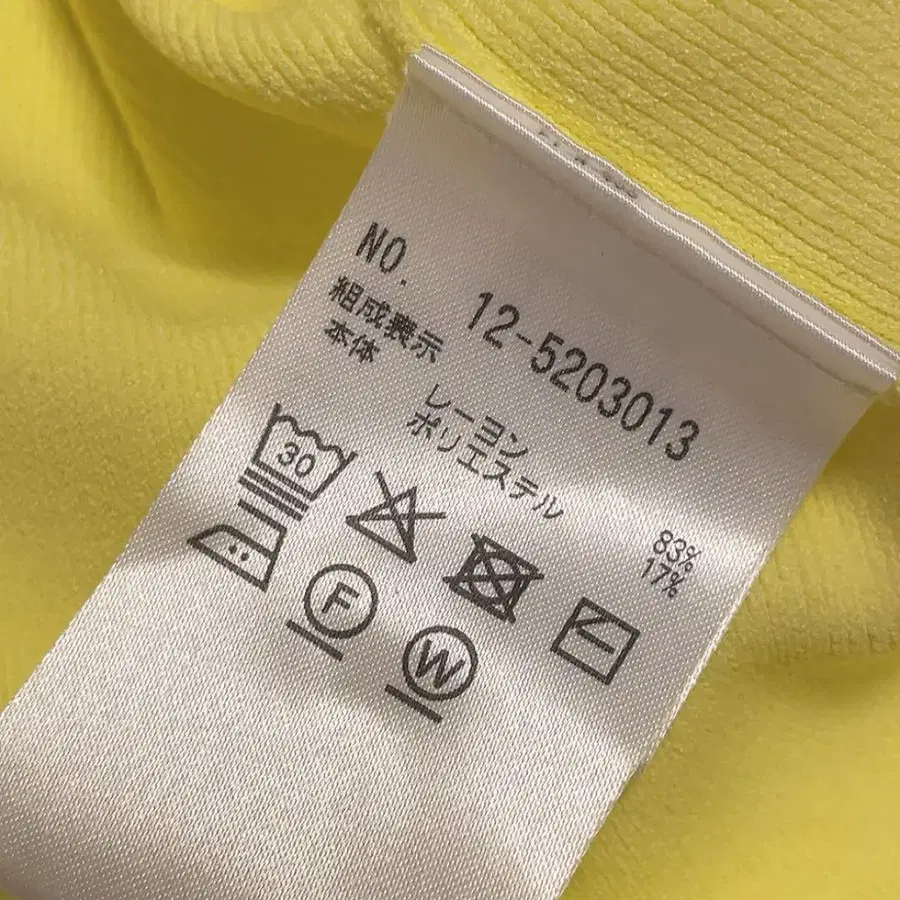 NO. 12-5203013
組成表示
本体
レーヨン 83%
ポリエステル 17%
30
F
W